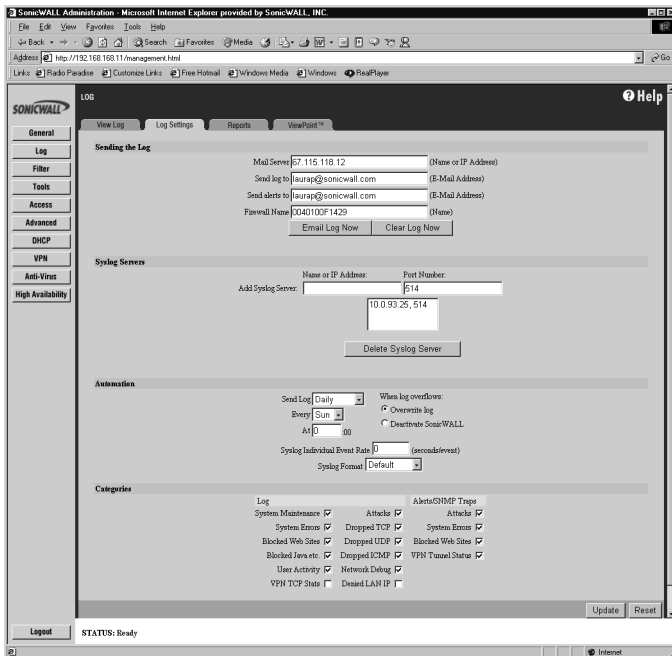 SonicWALL Administration - Microsoft Internet Explorer provided by SonicWALL, INC.
File Edit View Favorites Tools Help
Back Search Favorites Media
Address http://192.168.168.11/management.html Go
Links Radio Paradise Customize Links Free Hotmail Windows Media Windows RealPlayer
SONICWALL
LOG
Help
View Log Log Settings Reports ViewPoint™
General
Log
Filter
Tools
Access
Advanced
DHCP
VPN
Anti-Virus
High Availability
Logout
Sending the Log
Mail Server 67.115.118.12 (Name or IP Address)
Send log to laurap@sonicwall.com (E-Mail Address)
Send alerts to laurap@sonicwall.com (E-Mail Address)
Firewall Name 0040100F1429 (Name)
Email Log Now Clear Log Now
Syslog Servers
Name or IP Address: Port Number:
Add Syslog Server: 514
10.0.93.25, 514
Delete Syslog Server
Automation
Send Log Daily When log overflows:
Every Sun Overwrite log
At 0 :00 Deactivate SonicWALL
Syslog Individual Event Rate 0 (seconds/event)
Syslog Format Default
Categories
Log Alerts/SNMP Traps
System Maintenance Attacks Attacks
System Errors Dropped TCP System Errors
Blocked Web Sites Dropped UDP Blocked Web Sites
Blocked Java etc. Dropped ICMP VPN Tunnel Status
User Activity Network Debug
VPN TCP Stats Denied LAN IP
Update Reset
STATUS: Ready
Internet